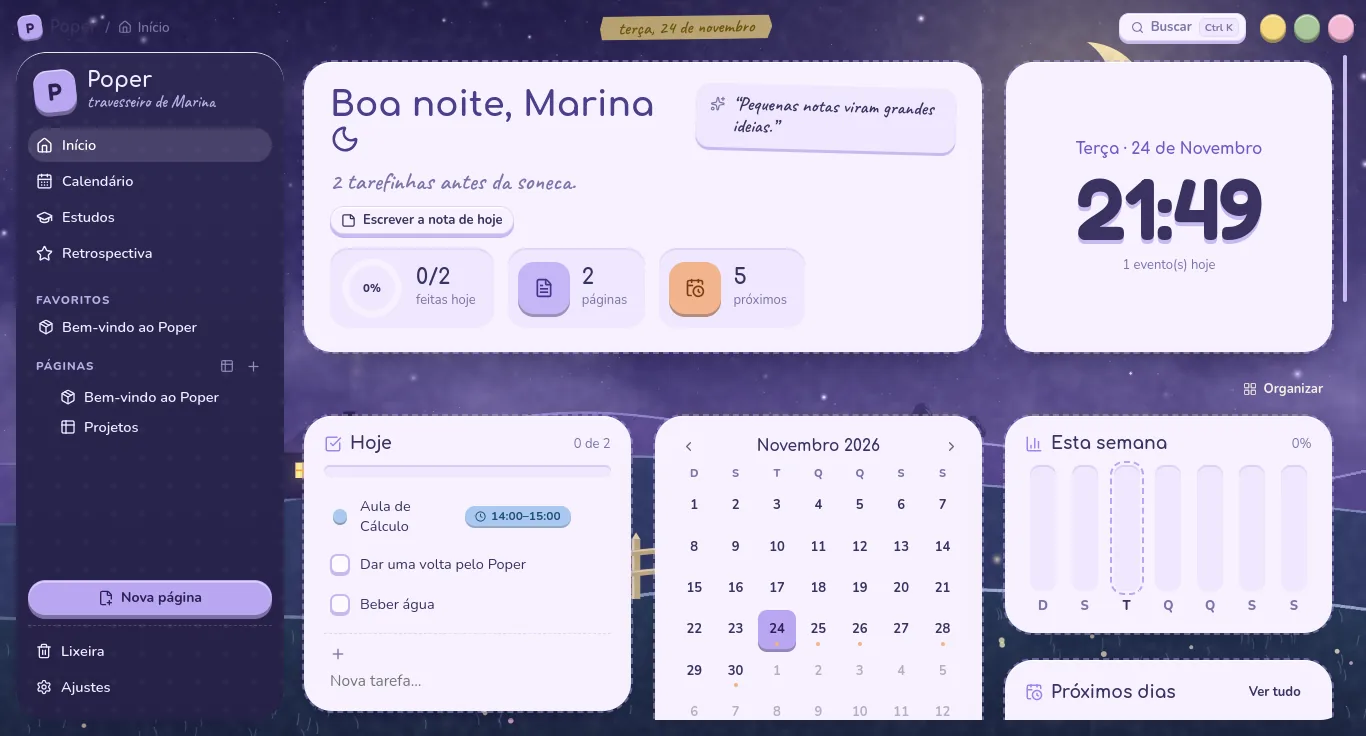 P Poper / Início
terça, 24 de novembro
Buscar Ctrl K
P Poper
travesseiro de Marina
Início
Calendário
Estudos
Retrospectiva
FAVORITOS
Bem-vindo ao Poper
PÁGINAS
Bem-vindo ao Poper
Projetos
Nova página
Lixeira
Ajustes
Boa noite, Marina
“Pequenas notas viram grandes
ideias.”
2 tarefinhas antes da soneca.
Escrever a nota de hoje
0% 0/2
feitas hoje
2
páginas
5
próximos
Terça · 24 de Novembro
21:49
1 evento(s) hoje
Organizar
Hoje 0 de 2
Aula de
Cálculo
14:00–15:00
Dar uma volta pelo Poper
Beber água
Nova tarefa...
Novembro 2026
D S T Q Q S S
1 2 3 4 5 6 7
8 9 10 11 12 13 14
15 16 17 18 19 20 21
22 23 24 25 26 27 28
29 30 1 2 3 4 5
6 7 8 9 10 11 12
Esta semana 0%
D S T Q Q S S
Próximos dias Ver tudo